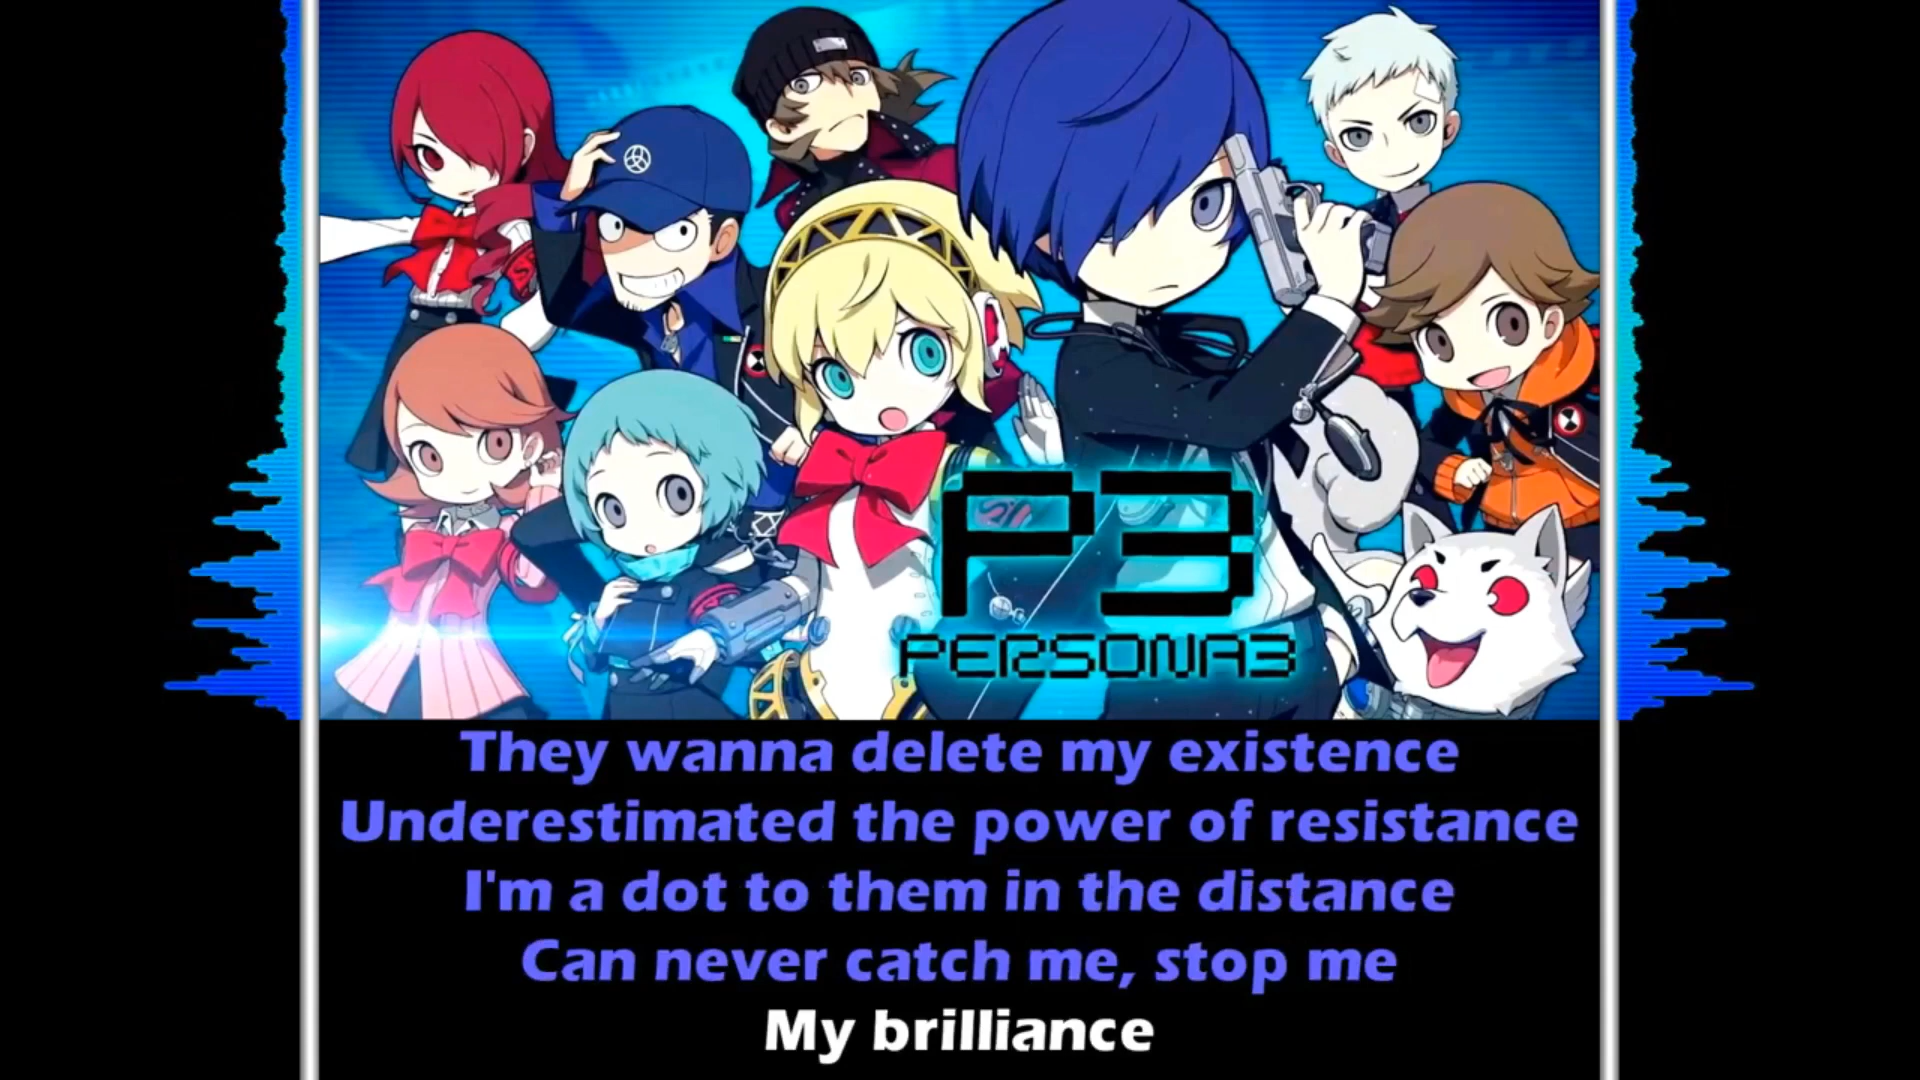 P3
PERSONA3
They wanna delete my existence
Underestimated the power of resistance
I'm a dot to them in the distance
Can never catch me, stop me
My brilliance